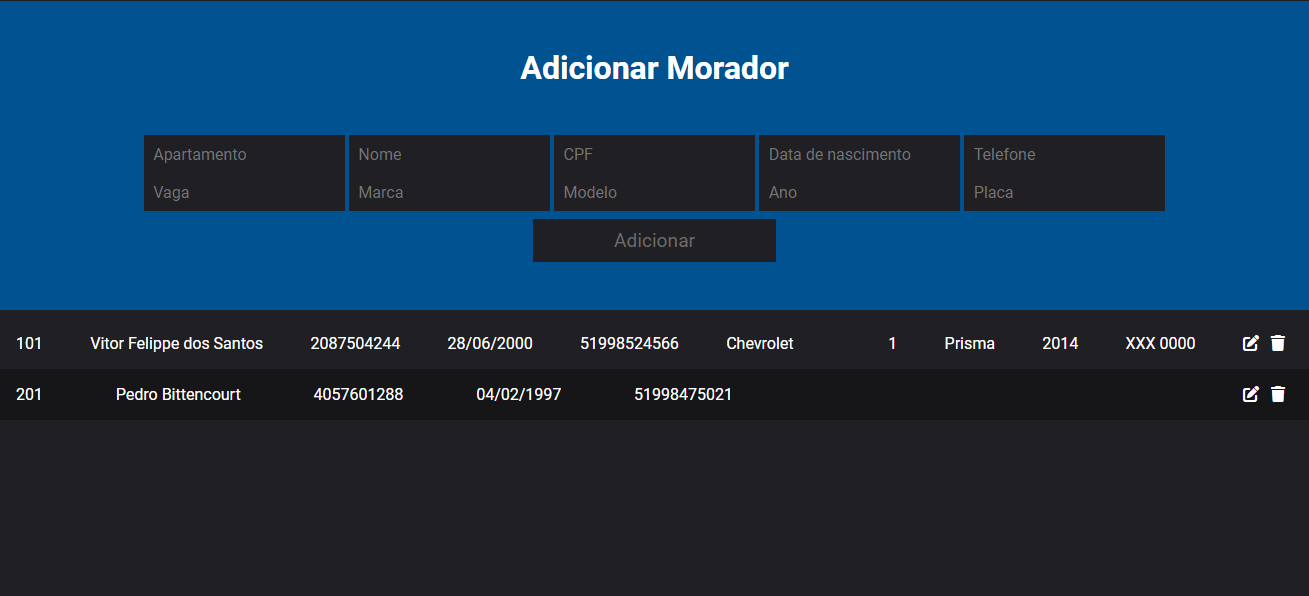 Adicionar Morador
Apartamento Nome CPF Data de nascimento Telefone
Vaga Marca Modelo Ano Placa
Adicionar
101 Vitor Felippe dos Santos 2087504244 28/06/2000 51998524566 Chevrolet 1 Prisma 2014 XXX 0000
201 Pedro Bittencourt 4057601288 04/02/1997 51998475021